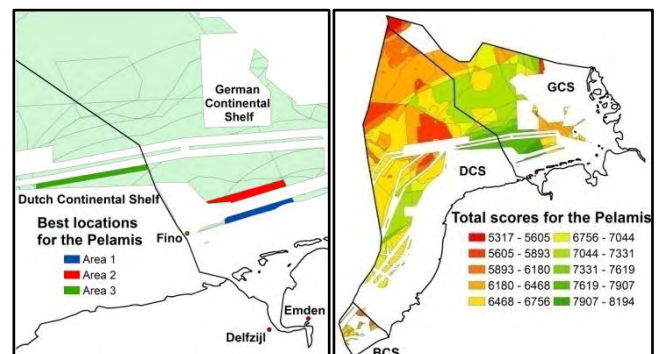 German
Continental
Shelf
Dutch Continental Shelf
Best locations
for the Pelamis
Area 1
Area 2
Area 3
Fino
Emden
Delfzijl
GCS
DCS
BCS
Total scores for the Pelamis
5317 - 5605
5605 - 5893
5893 - 6180
6180 - 6468
6468 - 6756
6756 - 7044
7044 - 7331
7331 - 7619
7619 - 7907
7907 - 8194